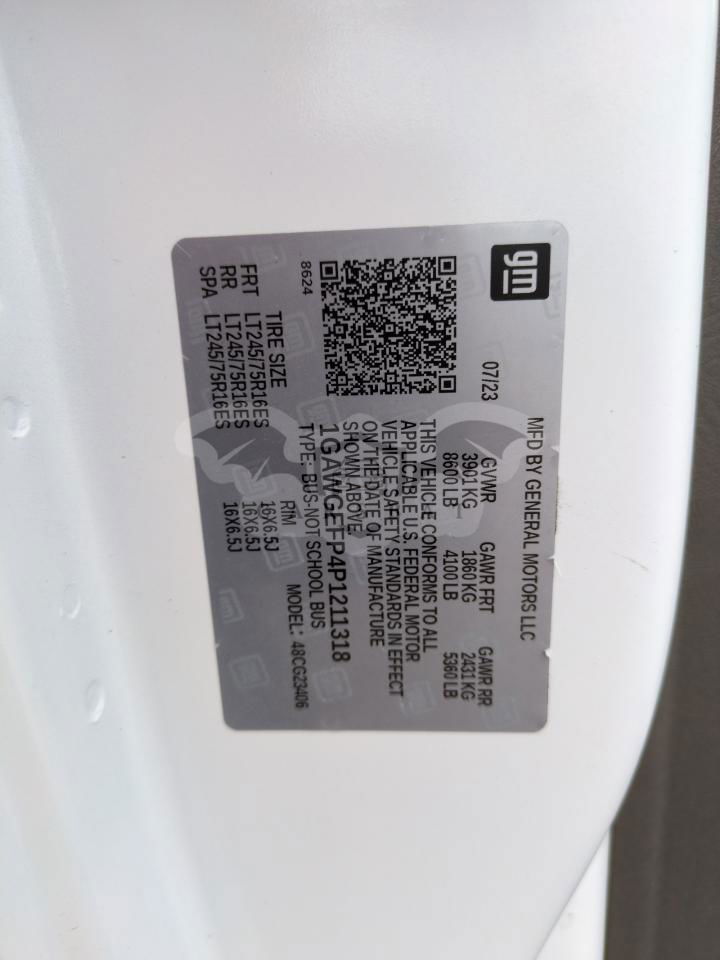 gm
MFD BY GENERAL MOTORS LLC
07/23 GVWR GAWR FRT GAWR RR
3901 KG 1860 KG 2431 KG
8600 LB 4100 LB 5360 LB
THIS VEHICLE CONFORMS TO ALL
APPLICABLE U.S. FEDERAL MOTOR
VEHICLE SAFETY STANDARDS IN EFFECT
ON THE DATE OF MANUFACTURE
SHOWN ABOVE.
1GAWGEFP4P1211318
8624 TYPE: BUS-NOT SCHOOL BUS
MODEL: 48CG23406
TIRE SIZE RIM
FRT LT245/75R16ES 16X6.5J
RR LT245/75R16ES 16X6.5J
SPA LT245/75R16ES 16X6.5J